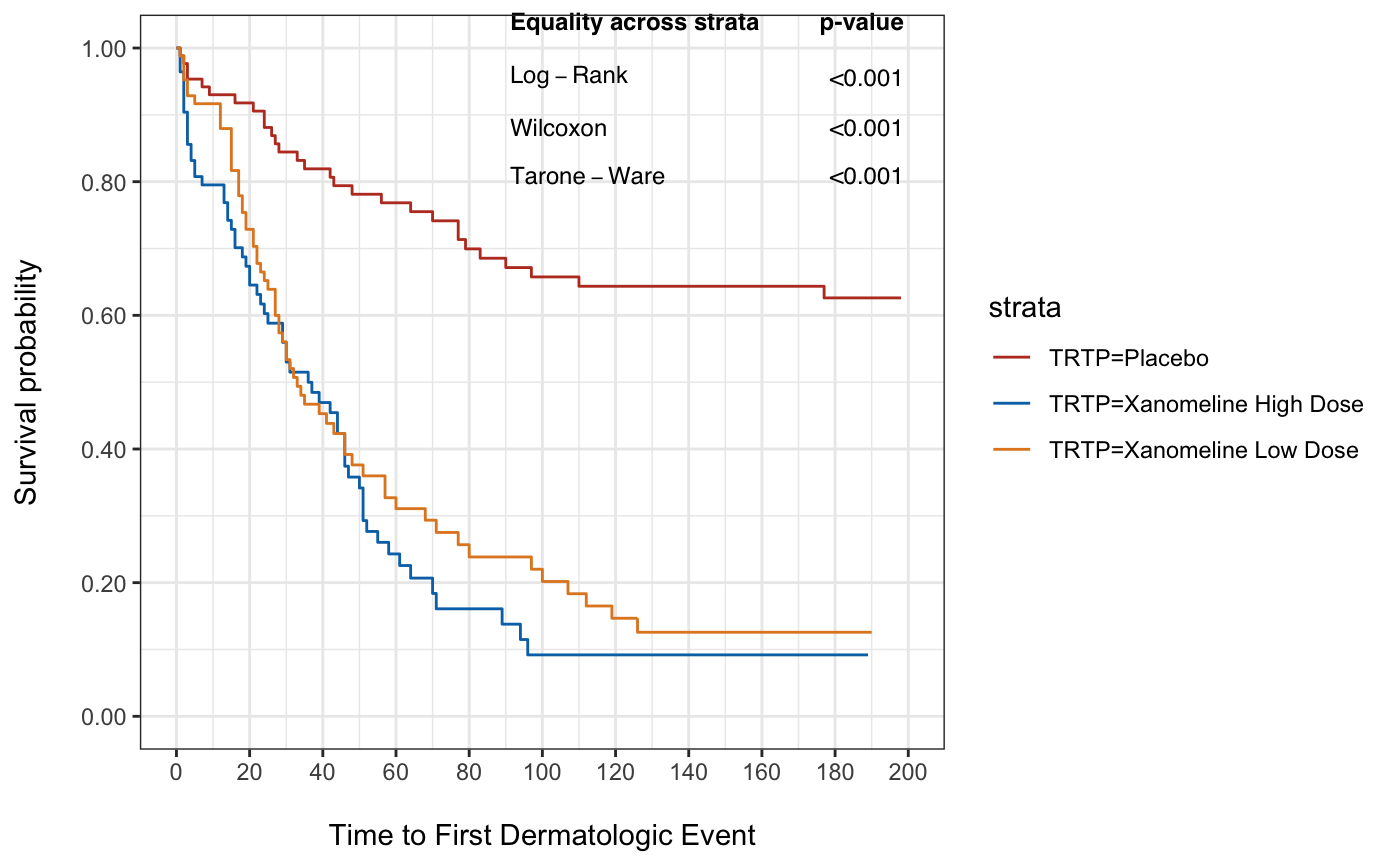 Equality across strata p-value
Log – Rank <0.001
Wilcoxon <0.001
Tarone – Ware <0.001
1.00
0.80
0.60
0.40
0.20
0.00
Survival probability
0 20 40 60 80 100 120 140 160 180 200
Time to First Dermatologic Event
strata
TRTP=Placebo
TRTP=Xanomeline High Dose
TRTP=Xanomeline Low Dose